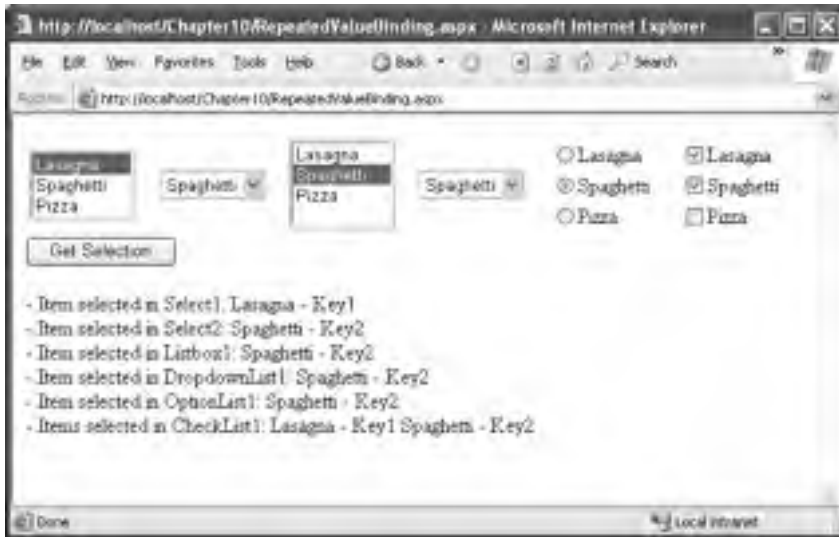 http://localhost/Chapter10/RepeatedValueBinding.aspx - Microsoft Internet Explorer
File Edit View Favorites Tools Help Back Search
Address http://localhost/Chapter10/RepeatedValueBinding.aspx
Lasagna
Spaghetti
Pizza
Spaghetti
Lasagna
Spaghetti
Pizza
Spaghetti
Lasagna
Spaghetti
Pizza
Lasagna
Spaghetti
Pizza
Get Selection
- Item selected in Select1: Lasagna - Key1
- Item selected in Select2: Spaghetti - Key2
- Item selected in Listbox1: Spaghetti - Key2
- Item selected in DropdownList1: Spaghetti - Key2
- Item selected in OptionList1: Spaghetti - Key2
- Items selected in CheckList1: Lasagna - Key1 Spaghetti - Key2
Done
Local intranet